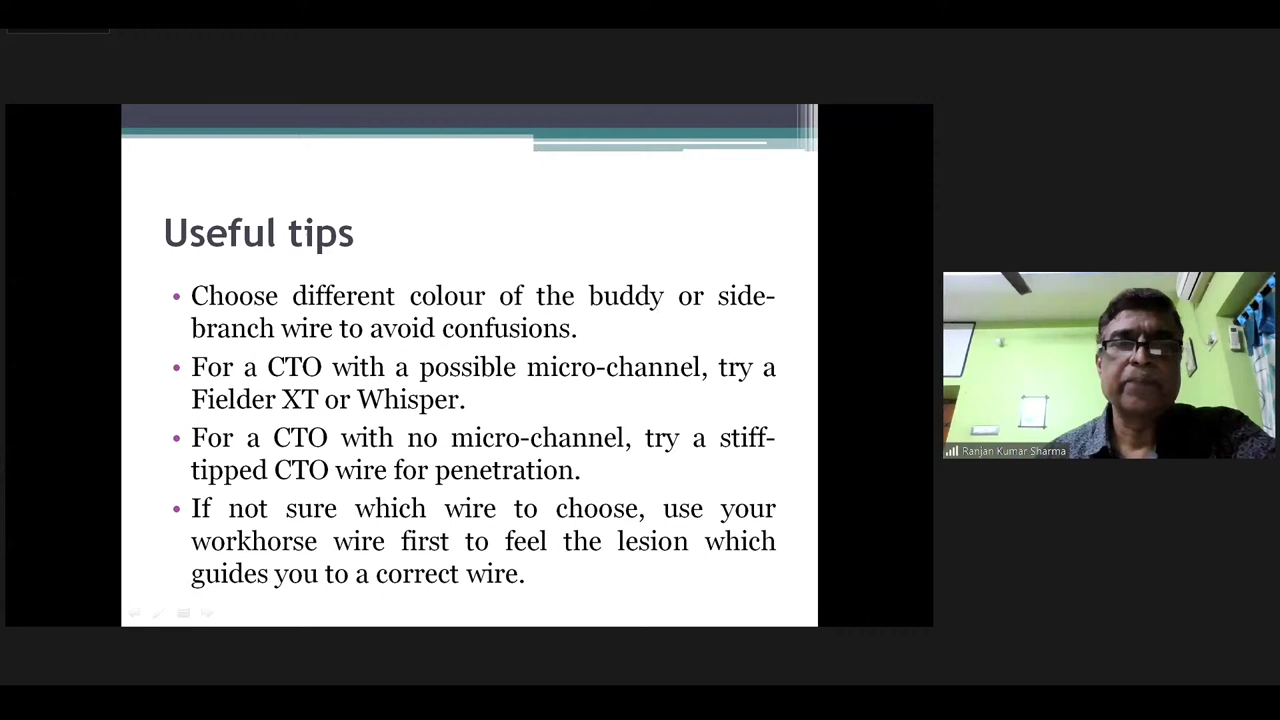 Useful tips
• Choose different colour of the buddy or side-
branch wire to avoid confusions.
• For a CTO with a possible micro-channel, try a
Fielder XT or Whisper.
• For a CTO with no micro-channel, try a stiff-
tipped CTO wire for penetration.
• If not sure which wire to choose, use your
workhorse wire first to feel the lesion which
guides you to a correct wire.
Ranjan Kumar Sharma